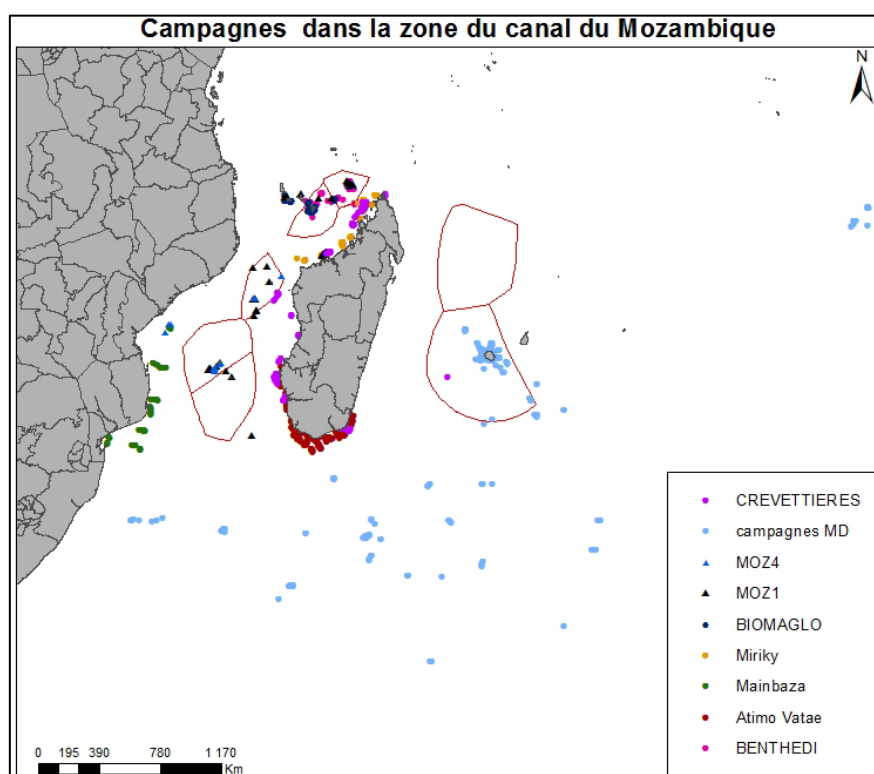 Campagnes dans la zone du canal du Mozambique
N
CREVETTIERES
campagnes MD
MOZ4
MOZ1
BIOMAGLO
Miriky
Mainbaza
Atimo Vatae
BENTHEDI
0 195 390 780 1 170
Km